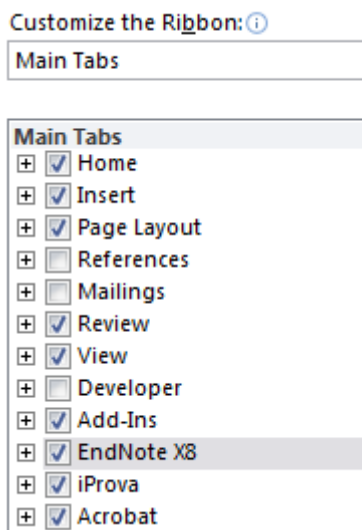 Customize the Ribbon:
Main Tabs
Main Tabs
Home
Insert
Page Layout
References
Mailings
Review
View
Developer
Add-Ins
EndNote X8
iProva
Acrobat